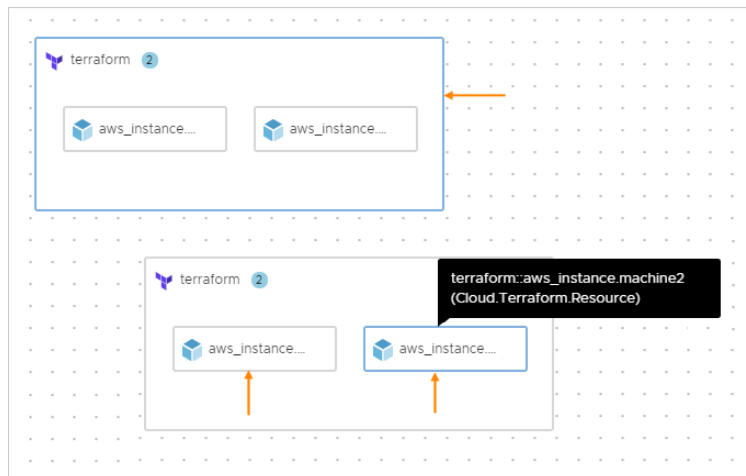 terraform 2
aws_instance.... aws_instance....
terraform 2
terraform::aws_instance.machine2
(Cloud.Terraform.Resource)
aws_instance.... aws_instance....